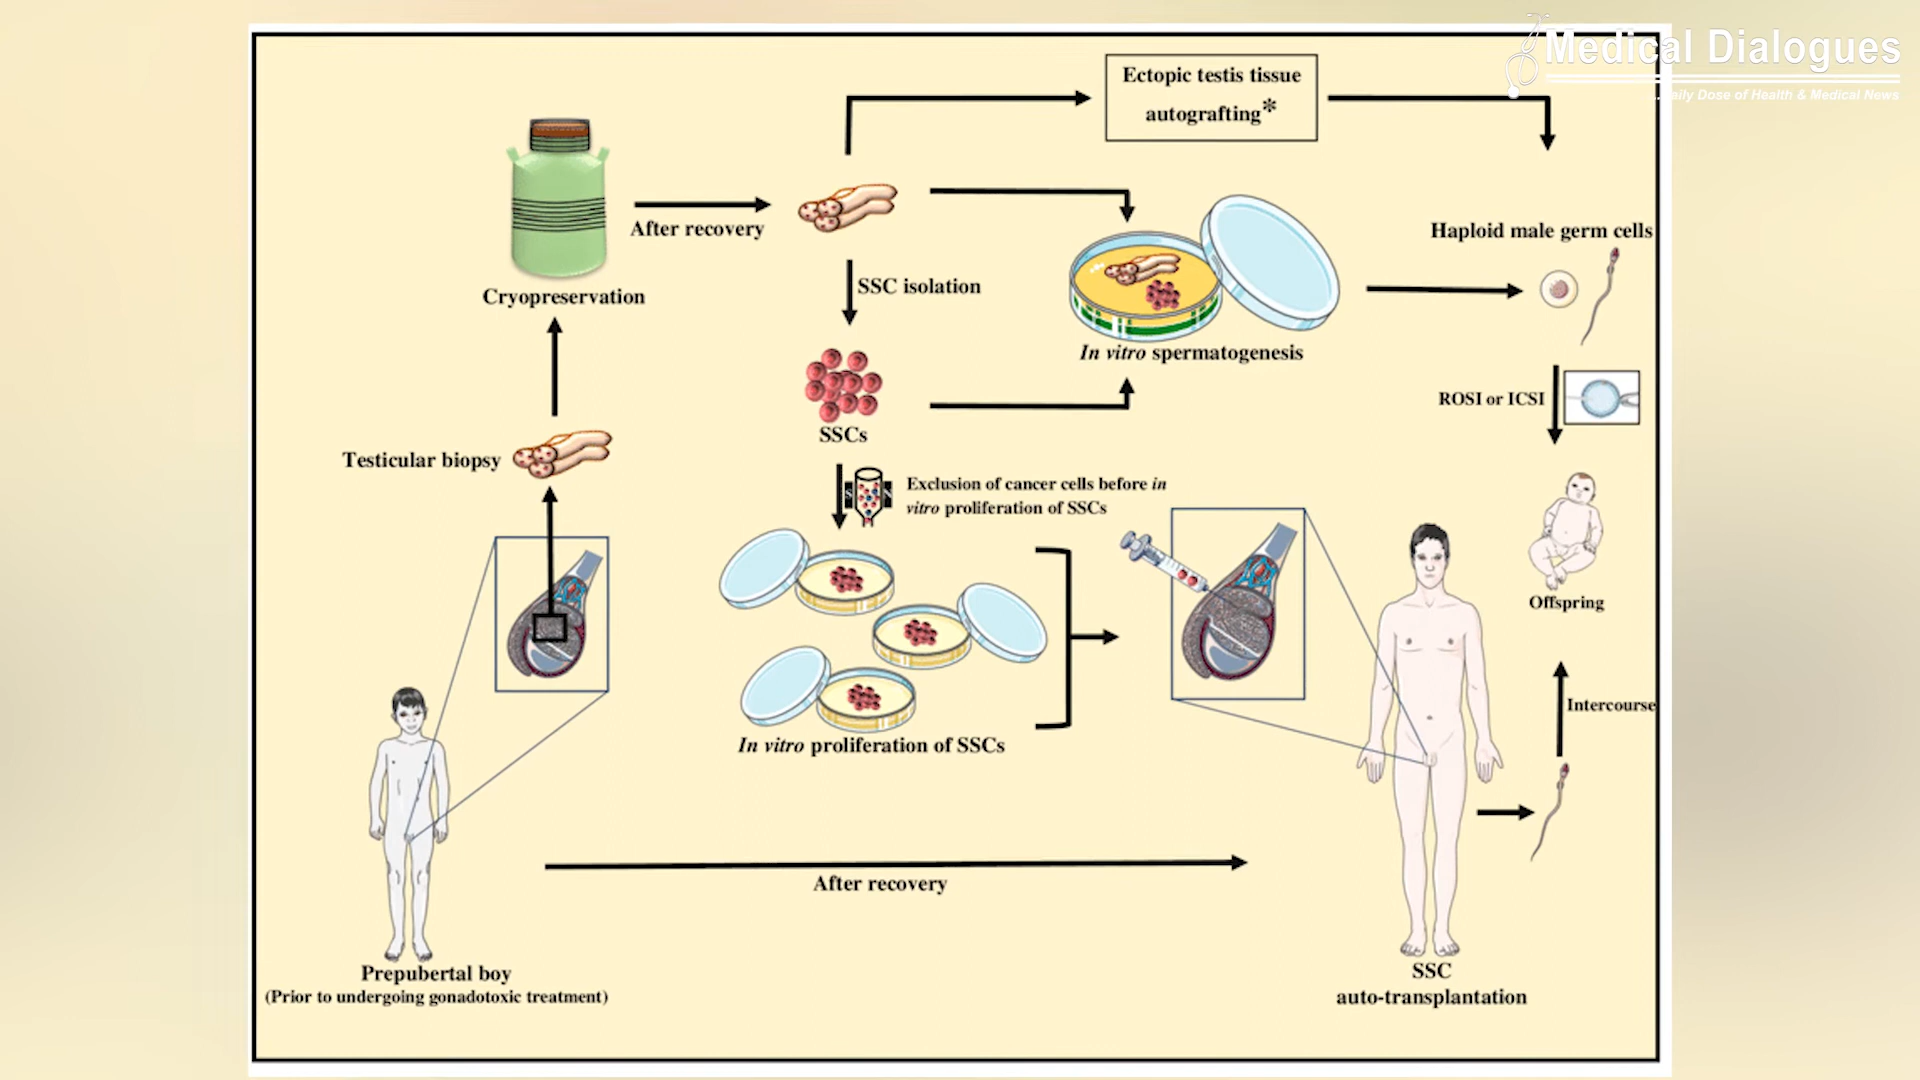 Medical Dialogues
...Daily Dose of Health & Medical News
Ectopic testis tissue
autografting*
After recovery
Cryopreservation
SSC isolation
Haploid male germ cells
In vitro spermatogenesis
ROSI or ICSI
SSCs
Testicular biopsy
Exclusion of cancer cells before in
vitro proliferation of SSCs
S
N
Offspring
Intercourse
In vitro proliferation of SSCs
After recovery
Prepubertal boy
(Prior to undergoing gonadotoxic treatment)
SSC
auto-transplantation